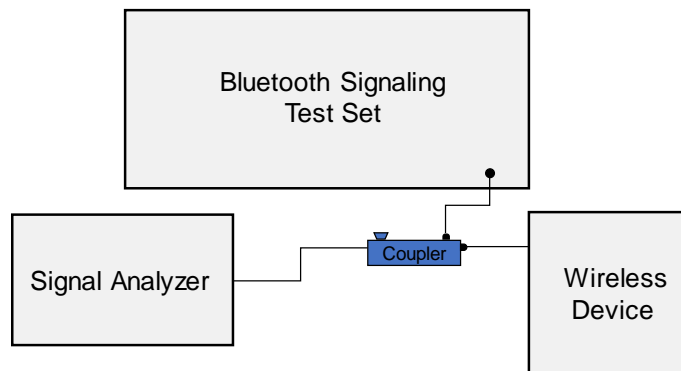 Bluetooth Signaling
Test Set
Signal Analyzer
Coupler
Wireless
Device